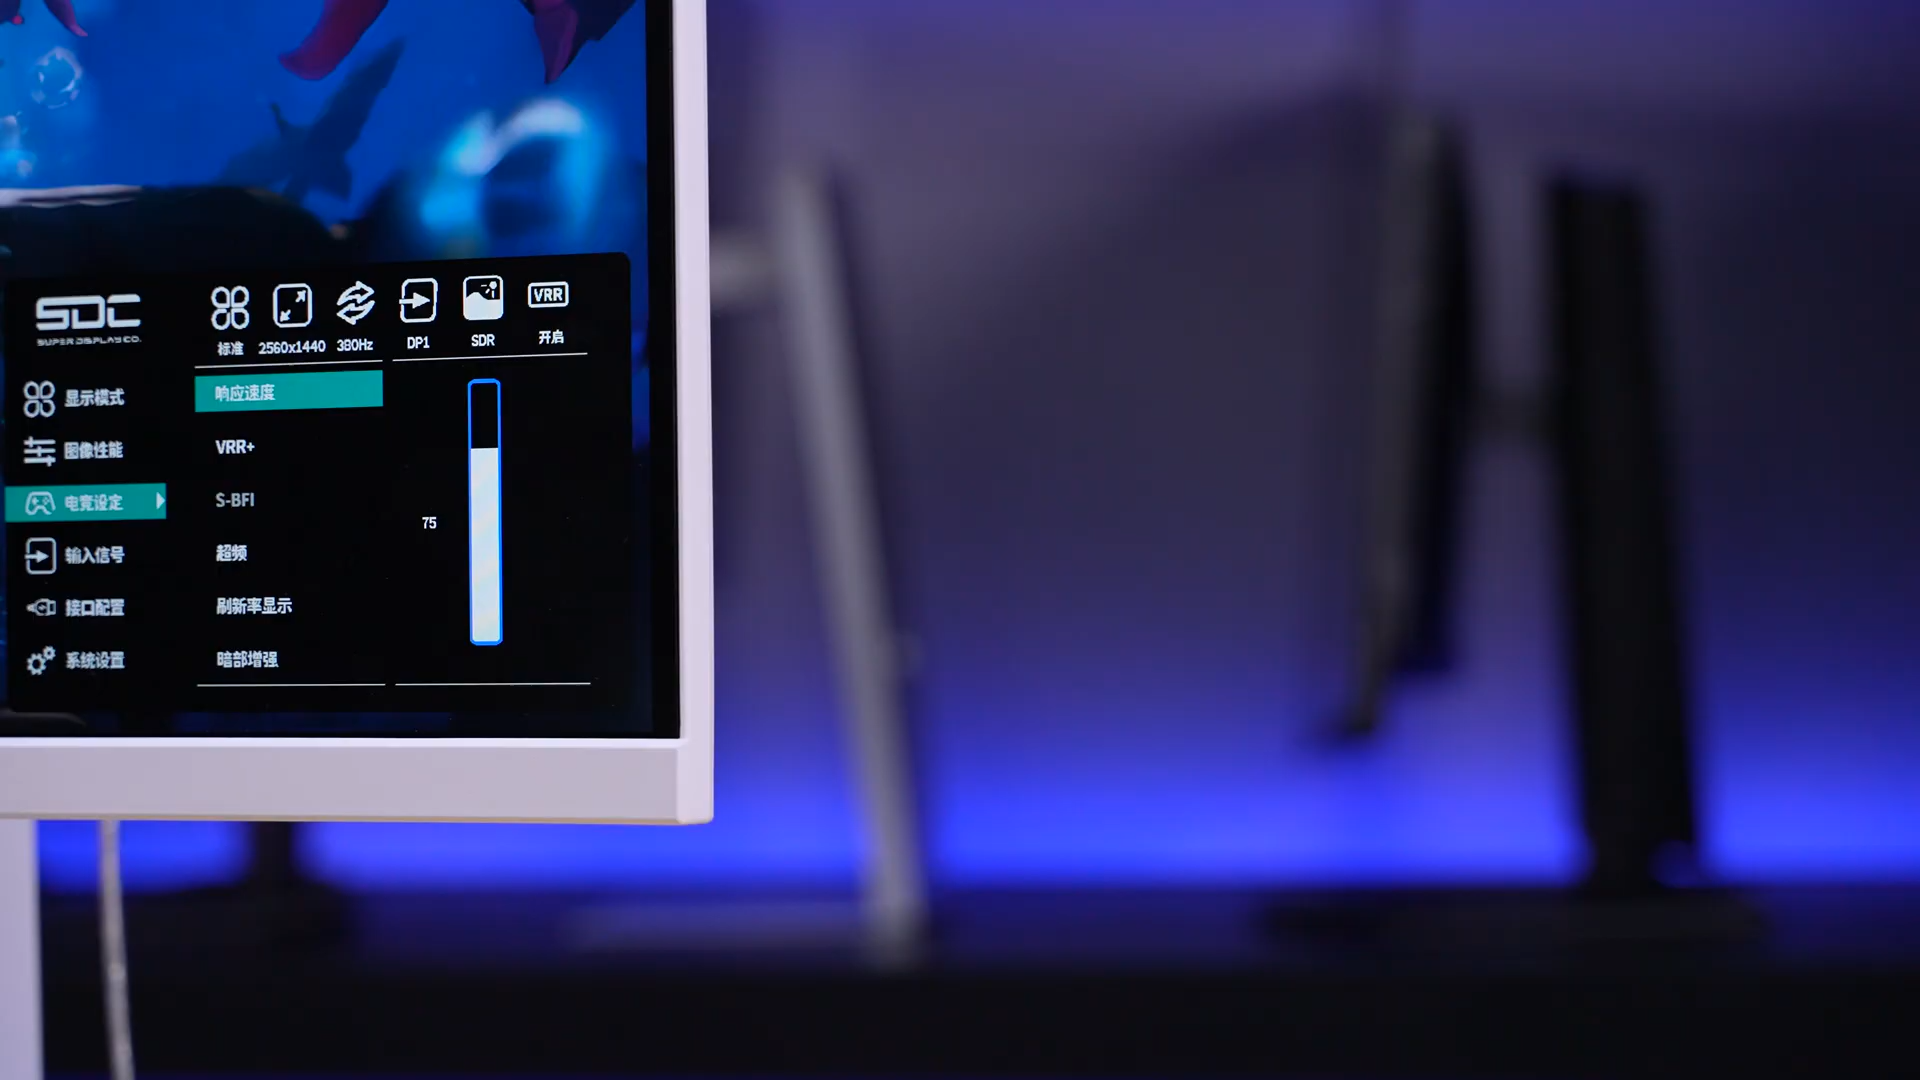 SDC
SUPER DISPLAY CO.
标准
2560x1440
380Hz
DP1
SDR
VRR
开启
显示模式
图像性能
电竞设定
输入信号
接口配置
系统设置
响应速度
VRR+
S-BFI
超频
刷新率显示
暗部增强
75